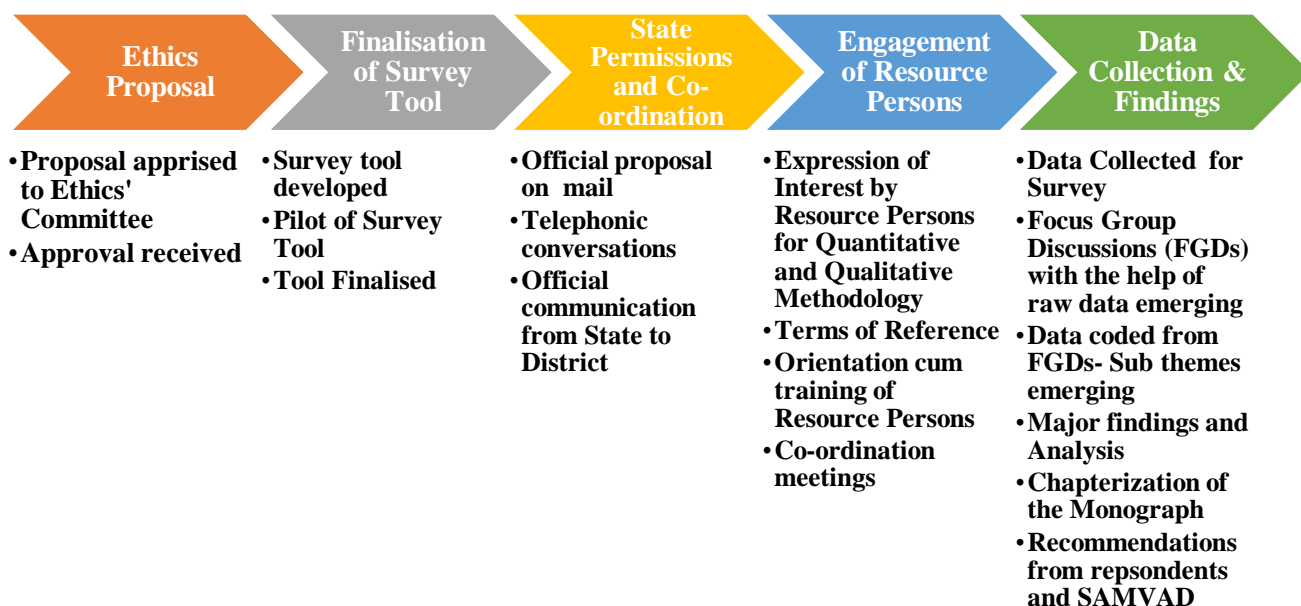 Ethics
Proposal
• Proposal apprised
to Ethics'
Committee
• Approval received
Finalisation
of Survey
Tool
• Survey tool
developed
• Pilot of Survey
Tool
• Tool Finalised
State
Permissions
and Co-
ordination
• Official proposal
on mail
• Telephonic
conversations
• Official
communication
from State to
District
Engagement
of Resource
Persons
• Expression of
Interest by
Resource Persons
for Quantitative
and Qualitative
Methodology
• Terms of Reference
• Orientation cum
training of
Resource Persons
• Co-ordination
meetings
Data
Collection &
Findings
• Data Collected for
Survey
• Focus Group
Discussions (FGDs)
with the help of
raw data emerging
• Data coded from
FGDs- Sub themes
emerging
• Major findings and
Analysis
• Chapterization of
the Monograph
• Recommendations
from repsondents
and SAMVAD